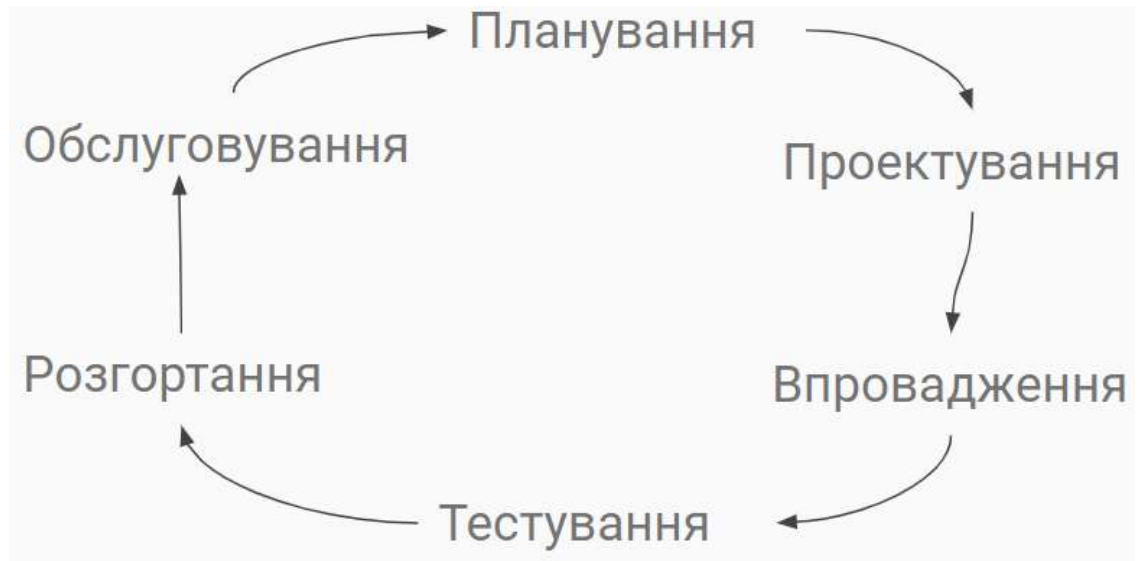 Планування
Обслуговування
Проектування
Розгортання
Впровадження
Тестування